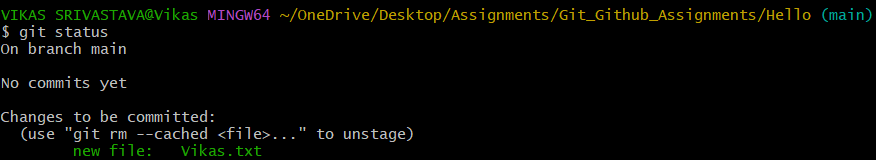 VIKAS SRIVASTAVA@Vikas MINGW64 ~/OneDrive/Desktop/Assignments/Git_Github_Assignments/Hello (main)
$ git status
On branch main

No commits yet

Changes to be committed:
  (use "git rm --cached <file>..." to unstage)
        new file:   Vikas.txt